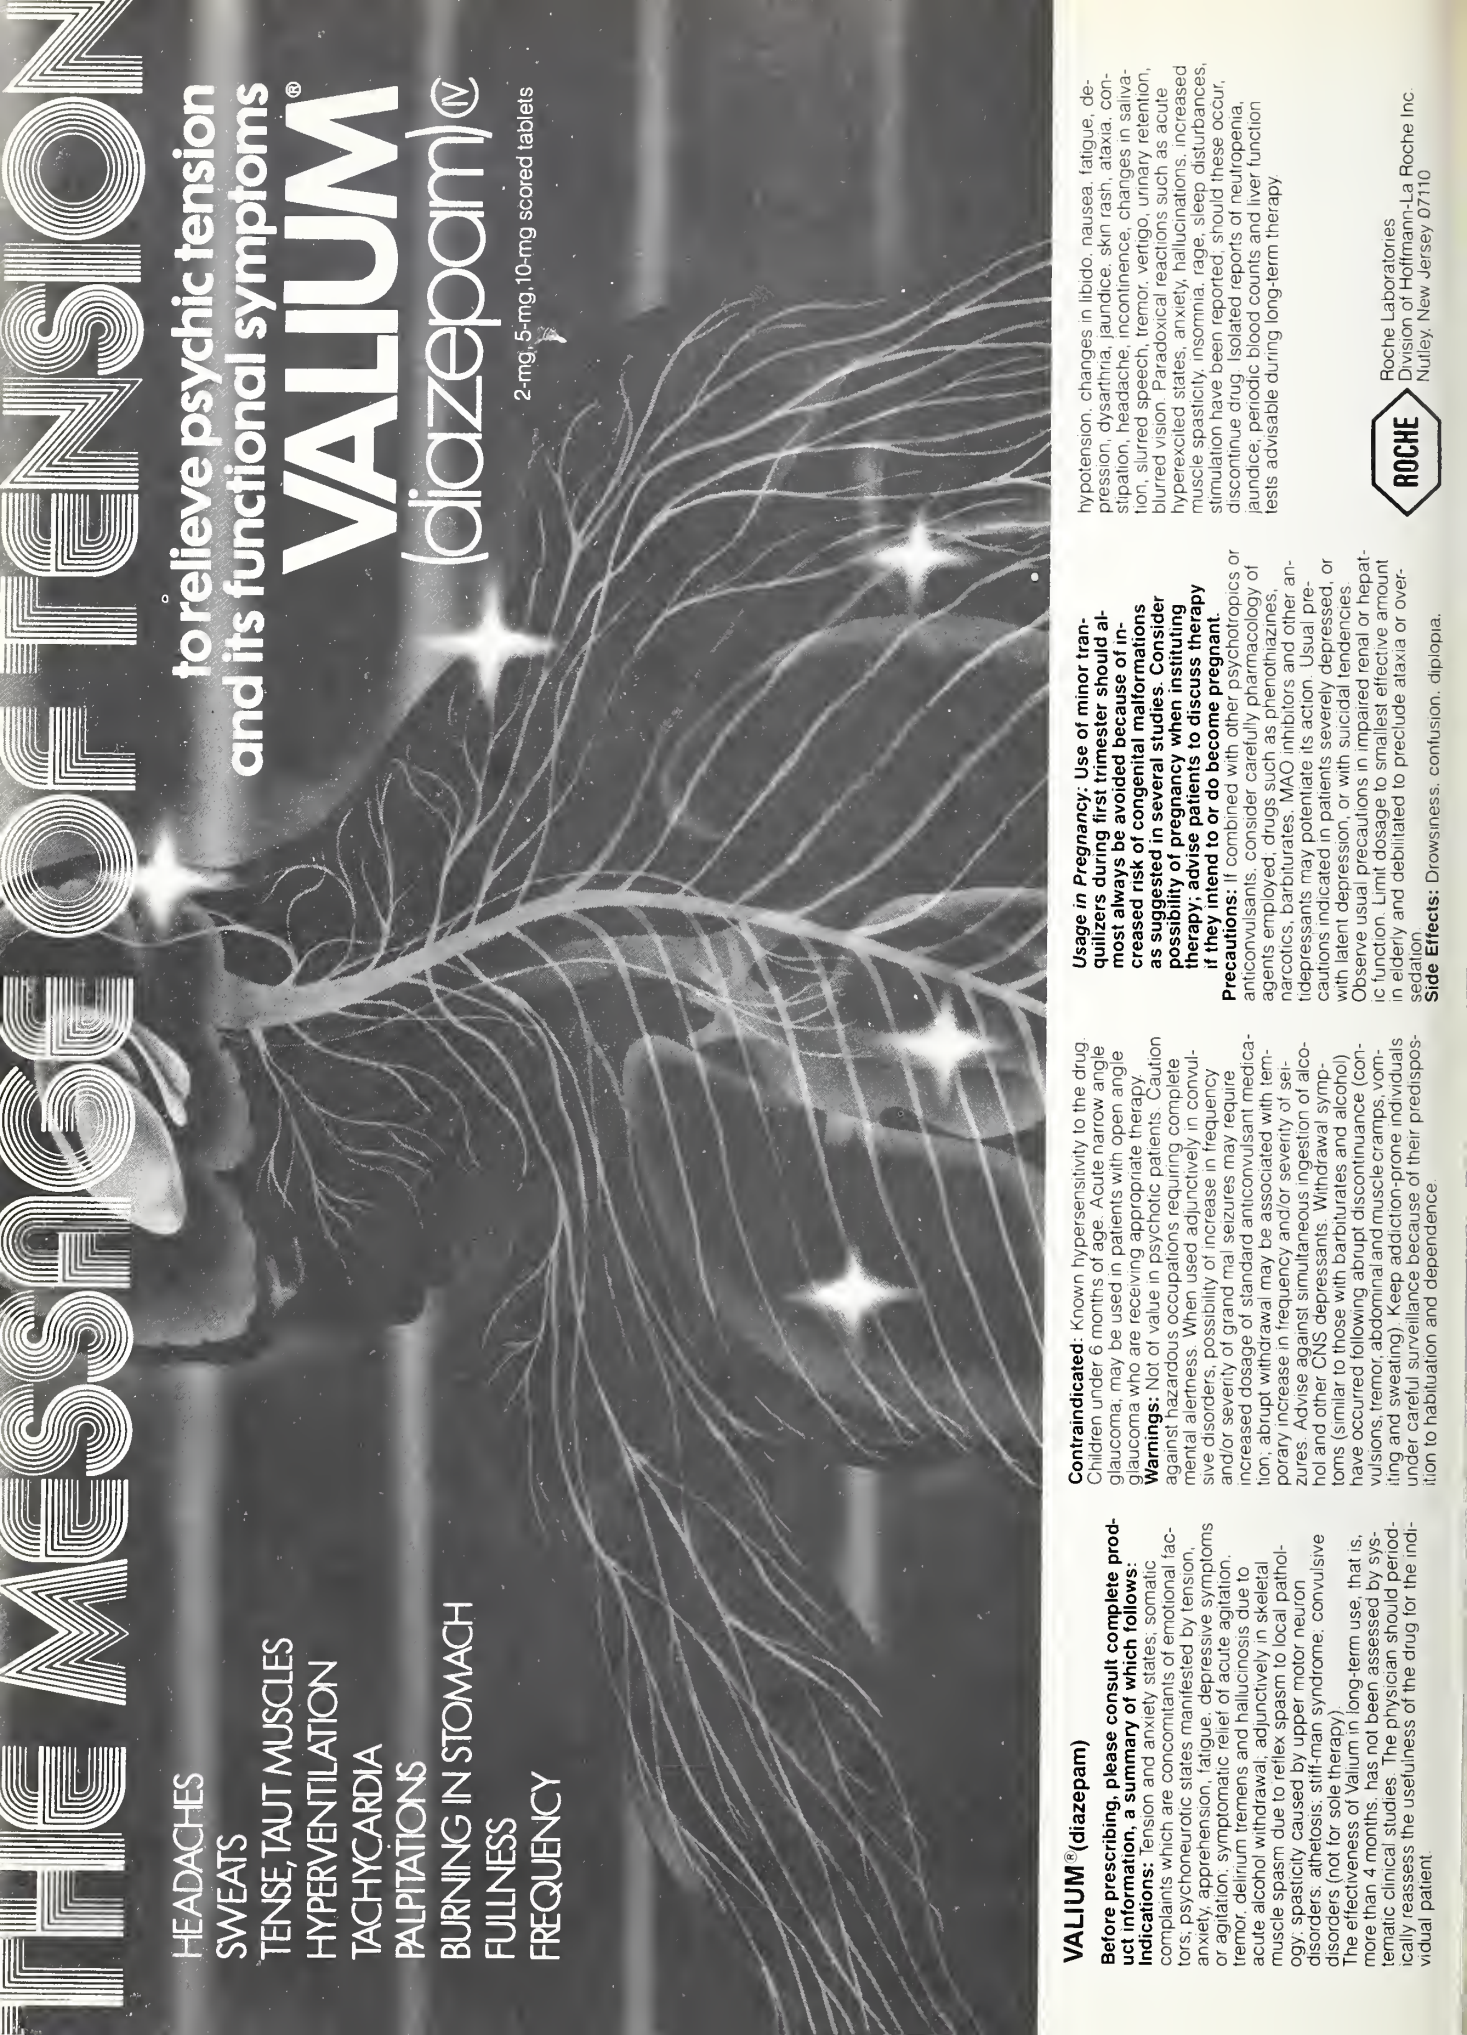 THE MESSAGE OF TENSION
HEADACHES
SWEATS
TENSE, TAUT MUSCLES
HYPERVENTILATION
TACHYCARDIA
PALPITATIONS
BURNING IN STOMACH
FULLNESS
FREQUENCY
to relieve psychic tension
and its functional symptoms
VALIUM®
(diazepam) IV
2-mg, 5-mg, 10-mg scored tablets
VALIUM® (diazepam)
Before prescribing, please consult complete prod-
uct information, a summary of which follows:
Indications: Tension and anxiety states; somatic
complaints which are concomitants of emotional fac-
tors; psychoneurotic states manifested by tension,
anxiety, apprehension, fatigue, depressive symptoms
or agitation; symptomatic relief of acute agitation.
tremor, delirium tremens and hallucinosis due to
acute alcohol withdrawal; adjunctively in skeletal
muscle spasm due to reflex spasm to local pathol-
ogy; spasticity caused by upper motor neuron
disorders; athetosis; stiff-man syndrome; convulsive
disorders (not for sole therapy).
The effectiveness of Valium in long-term use, that is,
more than 4 months, has not been assessed by sys-
tematic clinical studies. The physician should period-
ically reassess the usefulness of the drug for the indi-
vidual patient.
Contraindicated: Known hypersensitivity to the drug.
Children under 6 months of age. Acute narrow angle
glaucoma; may be used in patients with open angle
glaucoma who are receiving appropriate therapy.
Warnings: Not of value in psychotic patients. Caution
against hazardous occupations requiring complete
mental alertness. When used adjunctively in convul-
sive disorders, possibility of increase in frequency
and/or severity of grand mal seizures may require
increased dosage of standard anticonvulsant medica-
tion; abrupt withdrawal may be associated with tem-
porary increase in frequency and/or severity of sei-
zures. Advise against simultaneous ingestion of alco-
hol and other CNS depressants. Withdrawal symp-
toms (similar to those with barbiturates and alcohol)
have occurred following abrupt discontinuance (con-
vulsions, tremor, abdominal and muscle cramps, vom-
iting and sweating). Keep addiction-prone individuals
under careful surveillance because of their predispos-
ition to habituation and dependence.
Usage in Pregnancy: Use of minor tran-
quilizers during first trimester should al-
most always be avoided because of in-
creased risk of congenital malformations
as suggested in several studies. Consider
possibility of pregnancy when instituting
therapy; advise patients to discuss therapy
if they intend to or do become pregnant.
Precautions: If combined with other psychotropics or
anticonvulsants, consider carefully pharmacology of
agents employed; drugs such as phenothiazines,
narcotics, barbiturates, MAO inhibitors and other an-
tidepressants may potentiate its action. Usual pre-
cautions indicated in patients severely depressed, or
with latent depression, or with suicidal tendencies.
Observe usual precautions in impaired renal or hepat-
ic function. Limit dosage to smallest effective amount
in elderly and debilitated to preclude ataxia or over-
sedation.
Side Effects: Drowsiness, confusion, diplopia,
hypotension, changes in libido, nausea, fatigue, de-
pression, dysarthria, jaundice, skin rash, ataxia, con-
stipation, headache, incontinence, changes in saliva-
tion, slurred speech, tremor, vertigo, urinary retention,
blurred vision. Paradoxical reactions such as acute
hyperexcited states, anxiety, hallucinations, increased
muscle spasticity, insomnia, rage, sleep disturbances,
stimulation have been reported; should these occur,
discontinue drug. Isolated reports of neutropenia,
jaundice; periodic blood counts and liver function
tests advisable during long-term therapy.
ROCHE
Roche Laboratories
Division of Hoffmann-La Roche Inc.
Nutley, New Jersey 07110